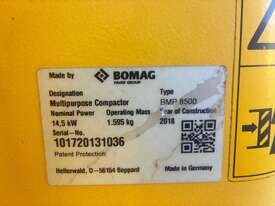 Made by BOMAG
FAYAT GROUP
Designation Type
Multipurpose Compactor BMP 8500
Nominal Power Operating Mass Year of Construction
14,5 kW 1.595 kg 2018
Serial-No.
101720131036
Patent Protection
Hellerwald, D-56154 Boppard Made in Germany